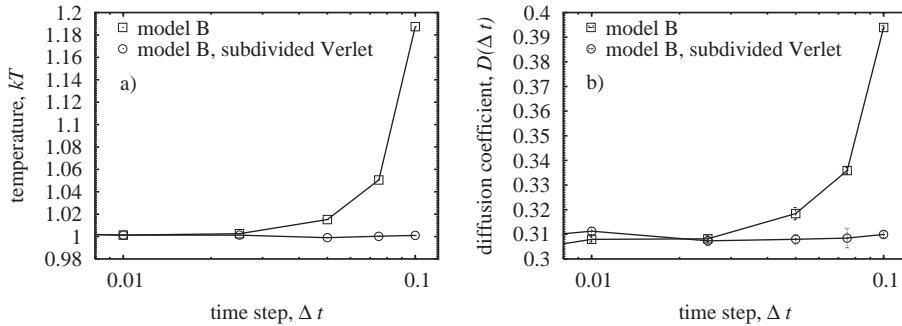 model B
model B, subdivided Verlet
a)
temperature, kT
1.2
1.18
1.16
1.14
1.12
1.1
1.08
1.06
1.04
1.02
1
0.98
0.01
0.1
time step, Δ t
model B
model B, subdivided Verlet
b)
diffusion coefficient, D(Δ t)
0.4
0.39
0.38
0.37
0.36
0.35
0.34
0.33
0.32
0.31
0.3
0.01
0.1
time step, Δ t